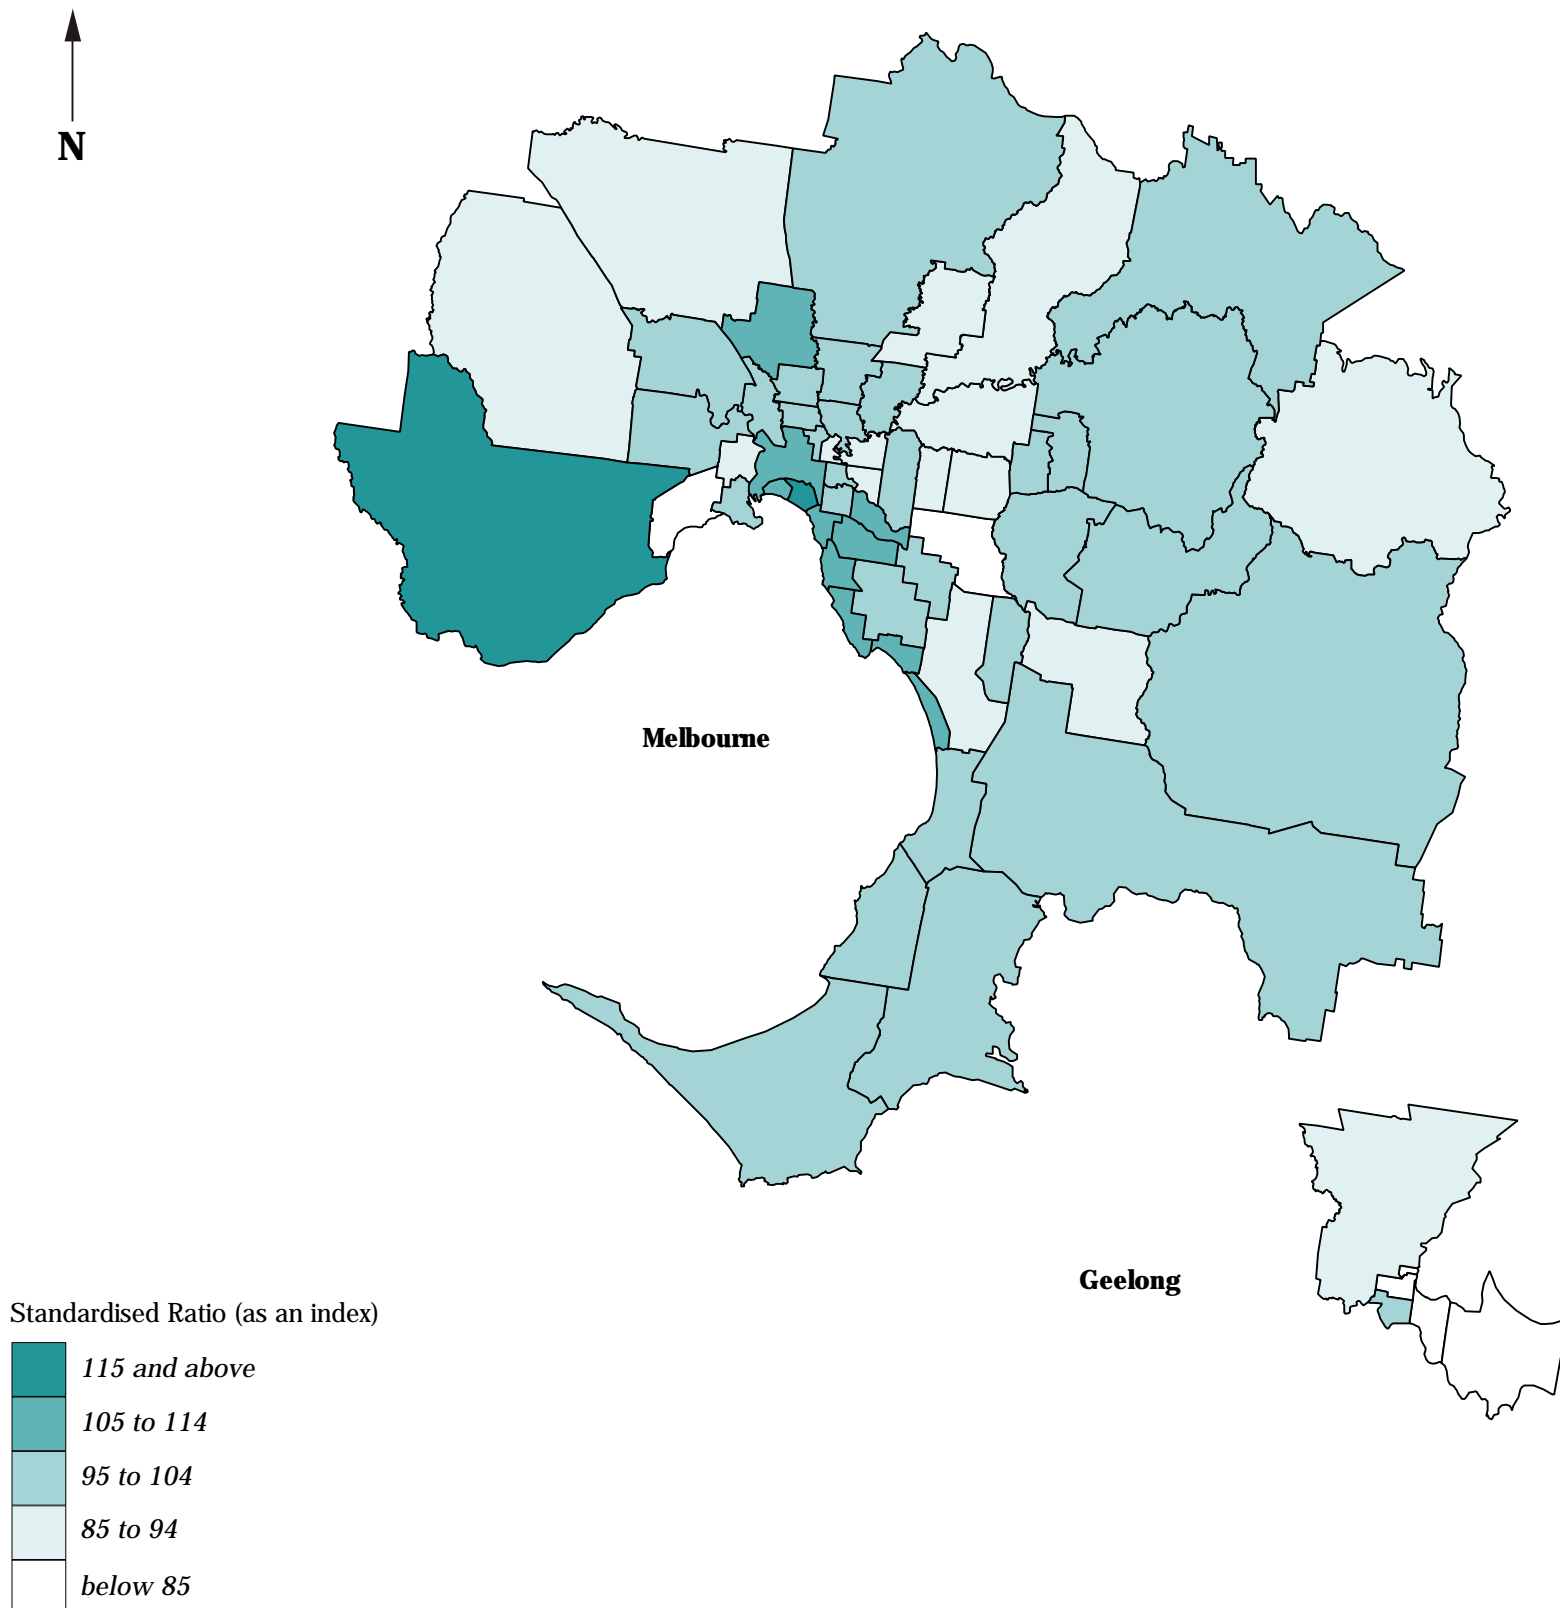 N
Melbourne
Geelong
Standardised Ratio (as an index)
115 and above
105 to 114
95 to 104
85 to 94
below 85